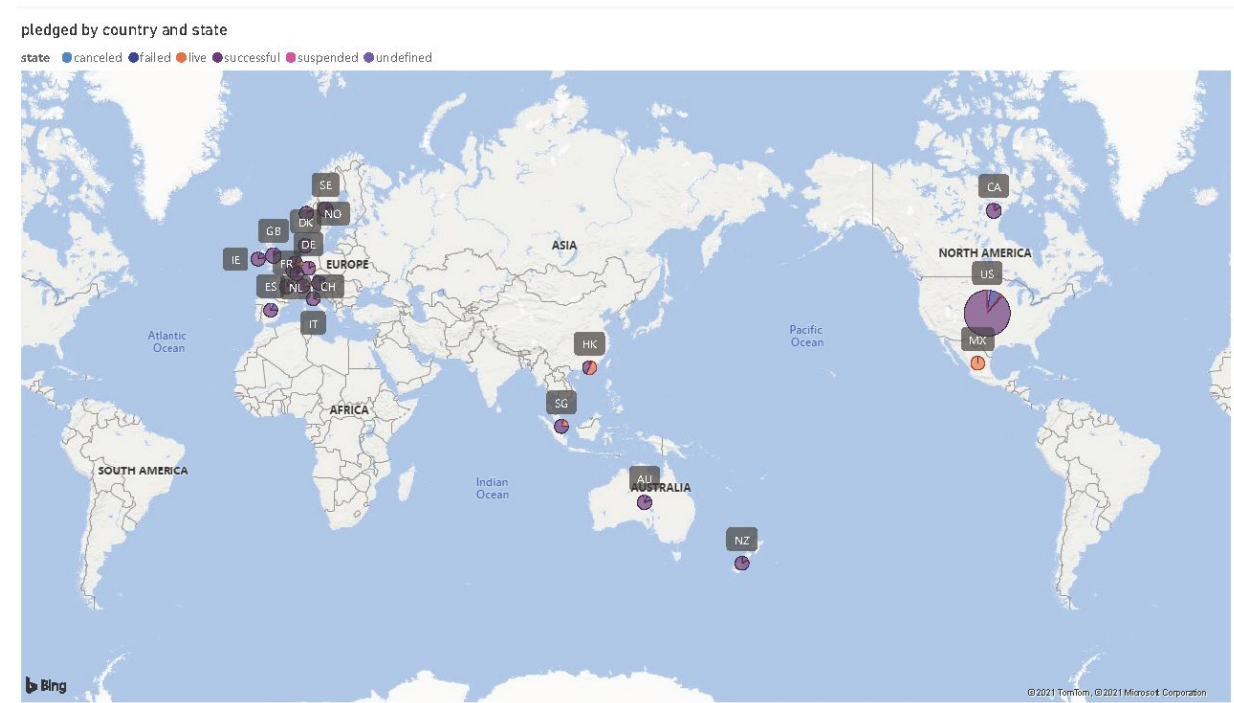 pledged by country and state
state canceled failed live successful suspended undefined
SE
CA
DK
NO
GB
DE
ASIA
NORTH AMERICA
IE
FR
EUROPE
US
ES
NL
CH
IT
Atlantic
Ocean
Pacific
Ocean
HK
MX
SG
AFRICA
SOUTH AMERICA
Indian
Ocean
AU
AUSTRALIA
NZ
Bing
©2021 TomTom, ©2021 Microsoft Corporation